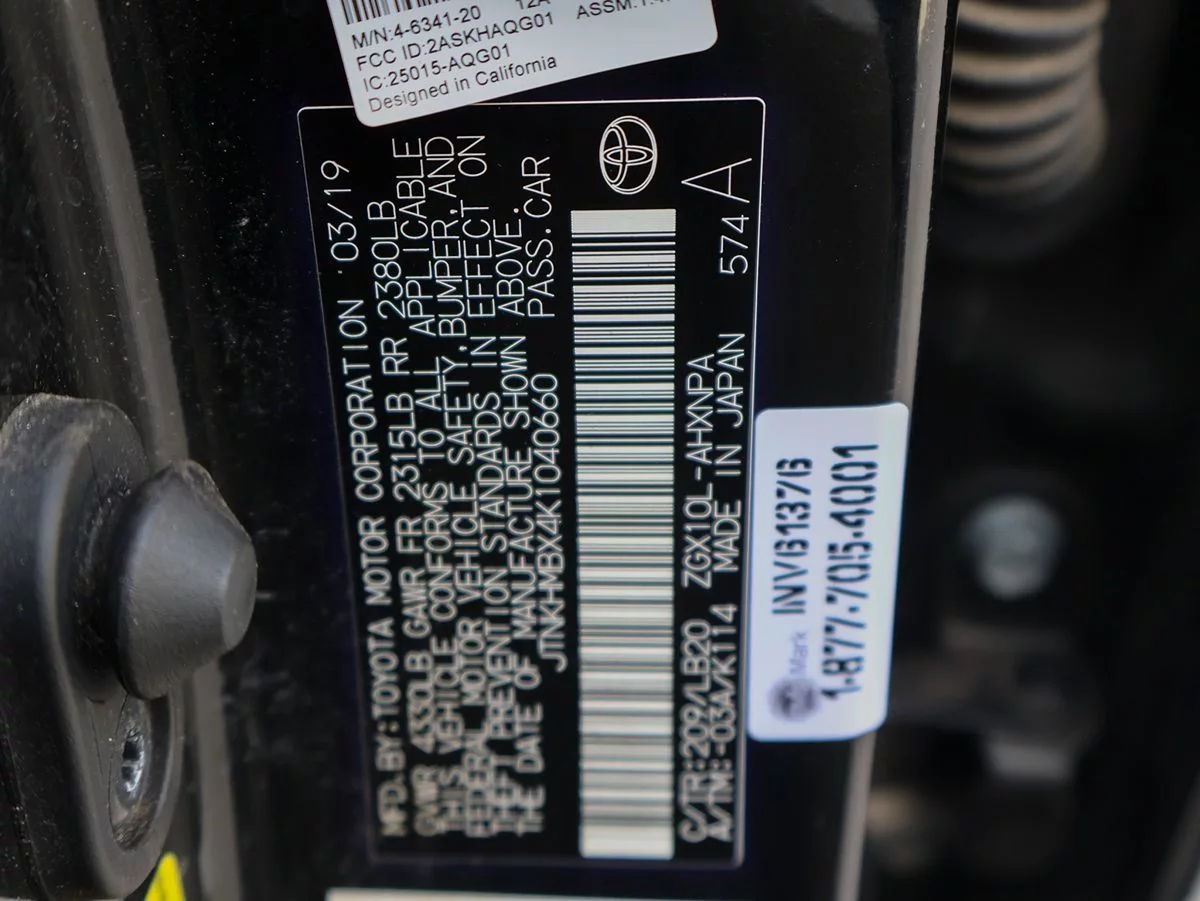 M/N:4-6341-20 12A
FCC ID:2ASKHAQG01
IC:25015-AQG01
Designed in California
MFD.BY:TOYOTA MOTOR CORPORATION 03/19
GVWR 4330LB GAWR FR 2315LB RR 2380LB
THIS VEHICLE CONFORMS TO ALL APPLICABLE
FEDERAL MOTOR VEHICLE SAFETY,BUMPER,AND
THEFT PREVENTION STANDARDS IN EFFECT ON
THE DATE OF MANUFACTURE SHOWN ABOVE.
JTNKHMBX4K1040660 PASS.CAR
C/TR:209/LB20 ZGX10L-AHXNPA
A/TM:-03A/K114 MADE IN JAPAN 574A
Mark INV61376
1-877-705-4001